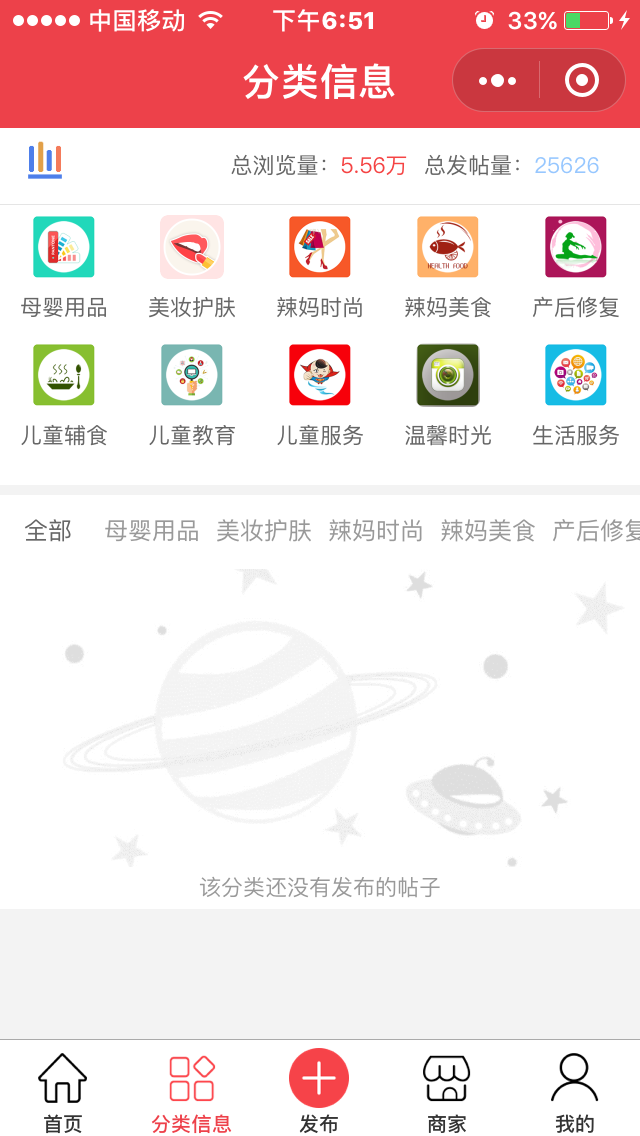 中国移动 下午6:51 33%
分类信息
总浏览量：5.56万 总发帖量：25626
母婴用品 美妆护肤 辣妈时尚 辣妈美食 产后修复
HEALTH FOOD
儿童辅食 儿童教育 儿童服务 温馨时光 生活服务
全部 母婴用品 美妆护肤 辣妈时尚 辣妈美食 产后修复
该分类还没有发布的帖子
首页 分类信息 发布 商家 我的